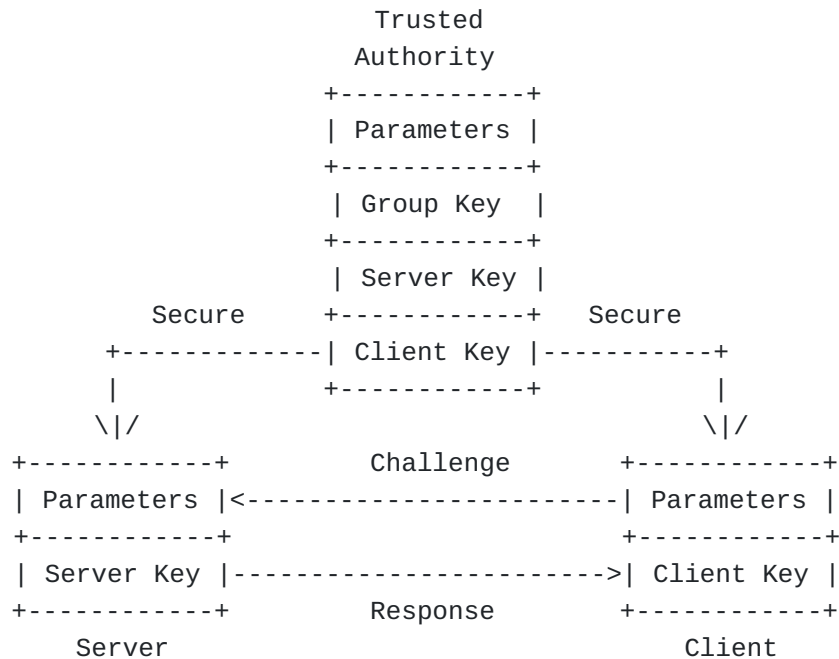 Trusted
Authority
+------------+
| Parameters |
+------------+
| Group Key  |
+------------+
| Server Key |
Secure     +------------+   Secure
+-------------| Client Key |-----------+
|             +------------+           |
\|/                                     \|/
+------------+         Challenge       +------------+
| Parameters |<------------------------| Parameters |
+------------+                         +------------+
| Server Key |------------------------>| Client Key |
+------------+         Response        +------------+
Server                                 Client